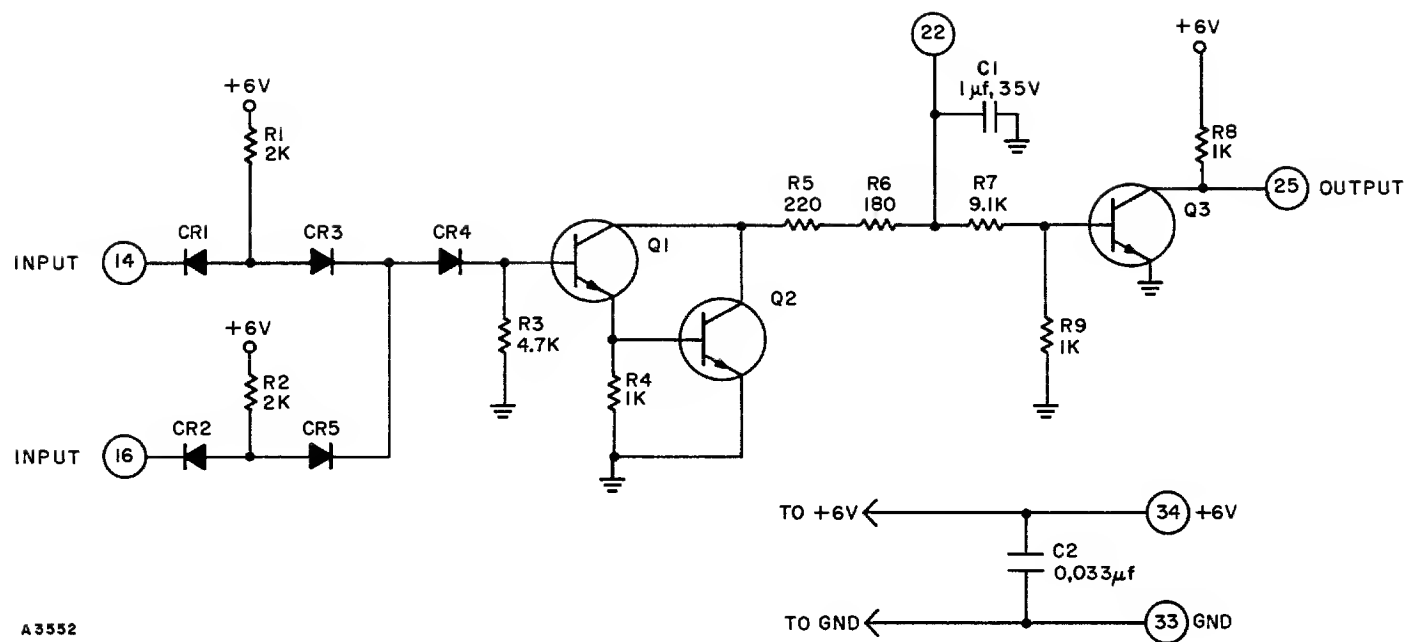 22
+6V
C1
1μf, 35V
+6V
R1
2K
R8
1K
R5
220
R6
180
R7
9.1K
25 OUTPUT
Q3
CR1
CR3
CR4
Q1
INPUT 14
Q2
+6V
R3
4.7K
R9
1K
R2
2K
R4
1K
CR2
CR5
INPUT 16
TO +6V
34 +6V
C2
0,033μf
TO GND
33 GND
A3552